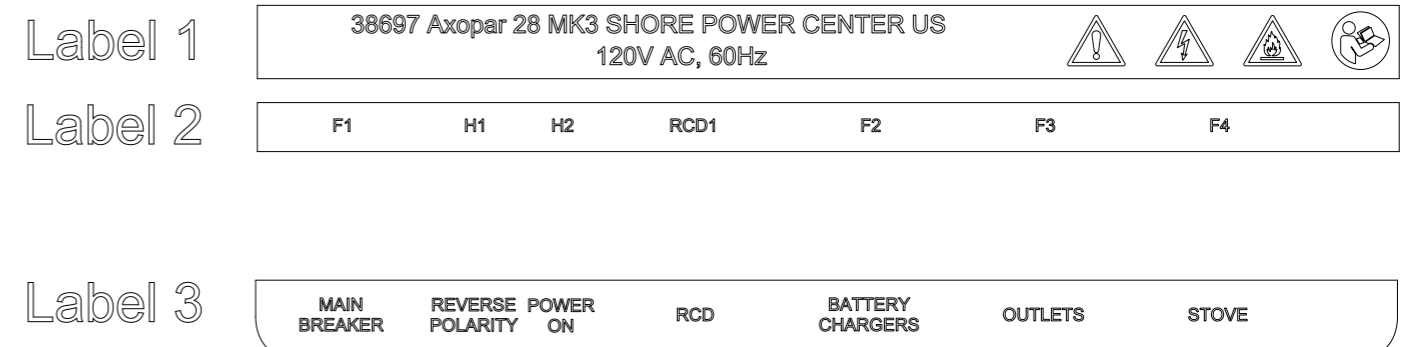 Label 1
38697 Axopar 28 MK3 SHORE POWER CENTER US
120V AC, 60Hz
Label 2
F1 H1 H2 RCD1 F2 F3 F4
Label 3
MAIN BREAKER
REVERSE POLARITY
POWER ON
RCD
BATTERY CHARGERS
OUTLETS
STOVE